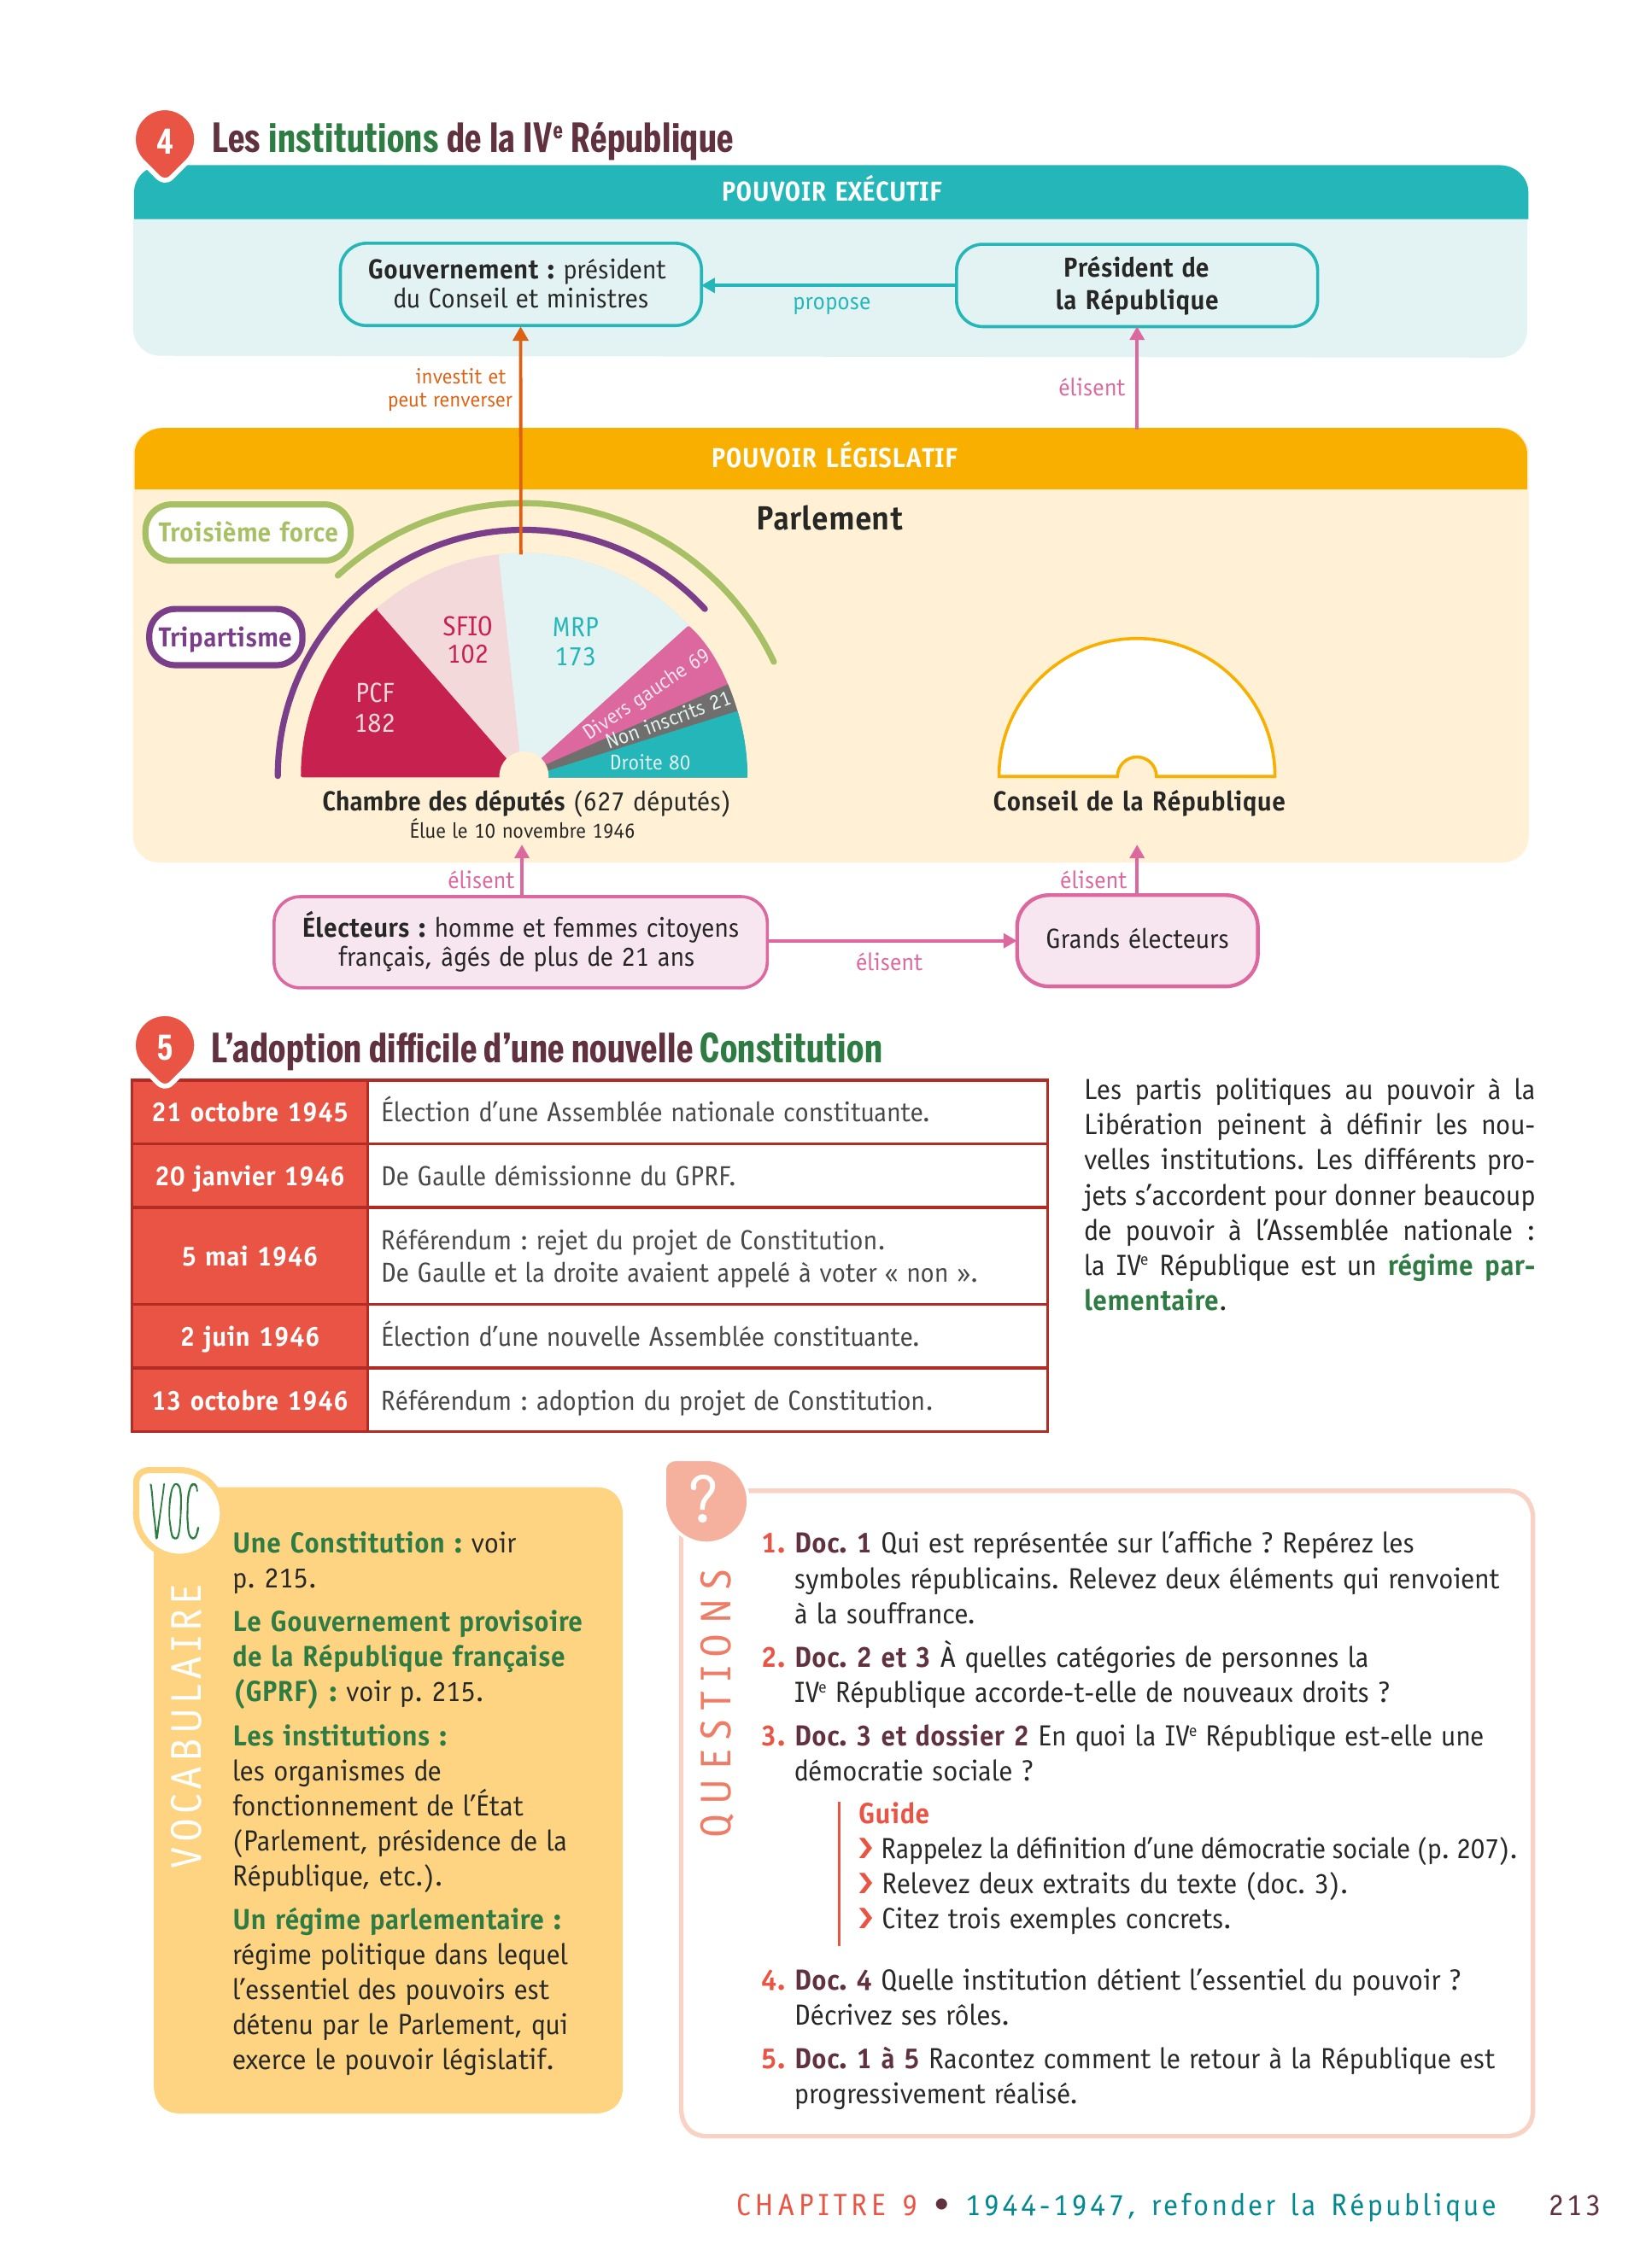 4
Les institutions de la IVe République
POUVOIR EXÉCUTIF
Gouvernement : président
du Conseil et ministres
propose
Président de
la République
investit et
peut renverser
élisent
POUVOIR LÉGISLATIF
Parlement
Troisième force
Tripartisme
PCF
182
SFIO
102
MRP
173
Divers gauche 69
Non inscrits 21
Droite 80
Chambre des députés (627 députés)
Élue le 10 novembre 1946
Conseil de la République
élisent
élisent
Électeurs : homme et femmes citoyens
français, âgés de plus de 21 ans
élisent
Grands électeurs
5
L'adoption difficile d'une nouvelle Constitution
21 octobre 1945
Élection d'une Assemblée nationale constituante.
20 janvier 1946
De Gaulle démissionne du GPRF.
5 mai 1946
Référendum : rejet du projet de Constitution.
De Gaulle et la droite avaient appelé à voter « non ».
2 juin 1946
Élection d'une nouvelle Assemblée constituante.
13 octobre 1946
Référendum : adoption du projet de Constitution.
Les partis politiques au pouvoir à la
Libération peinent à définir les nou-
velles institutions. Les différents pro-
jets s'accordent pour donner beaucoup
de pouvoir à l'Assemblée nationale :
la IVe République est un régime par-
lementaire.
VOC
VOCABULAIRE
Une Constitution : voir
p. 215.
Le Gouvernement provisoire
de la République française
(GPRF) : voir p. 215.
Les institutions :
les organismes de
fonctionnement de l'État
(Parlement, présidence de la
République, etc.).
Un régime parlementaire :
régime politique dans lequel
l'essentiel des pouvoirs est
détenu par le Parlement, qui
exerce le pouvoir législatif.
?
QUESTIONS
1. Doc. 1 Qui est représentée sur l'affiche ? Repérez les
symboles républicains. Relevez deux éléments qui renvoient
à la souffrance.
2. Doc. 2 et 3 À quelles catégories de personnes la
IVe République accorde-t-elle de nouveaux droits ?
3. Doc. 3 et dossier 2 En quoi la IVe République est-elle une
démocratie sociale ?
Guide
› Rappelez la définition d'une démocratie sociale (p. 207).
› Relevez deux extraits du texte (doc. 3).
› Citez trois exemples concrets.
4. Doc. 4 Quelle institution détient l'essentiel du pouvoir ?
Décrivez ses rôles.
5. Doc. 1 à 5 Racontez comment le retour à la République est
progressivement réalisé.
CHAPITRE 9 • 1944-1947, refonder la République 213